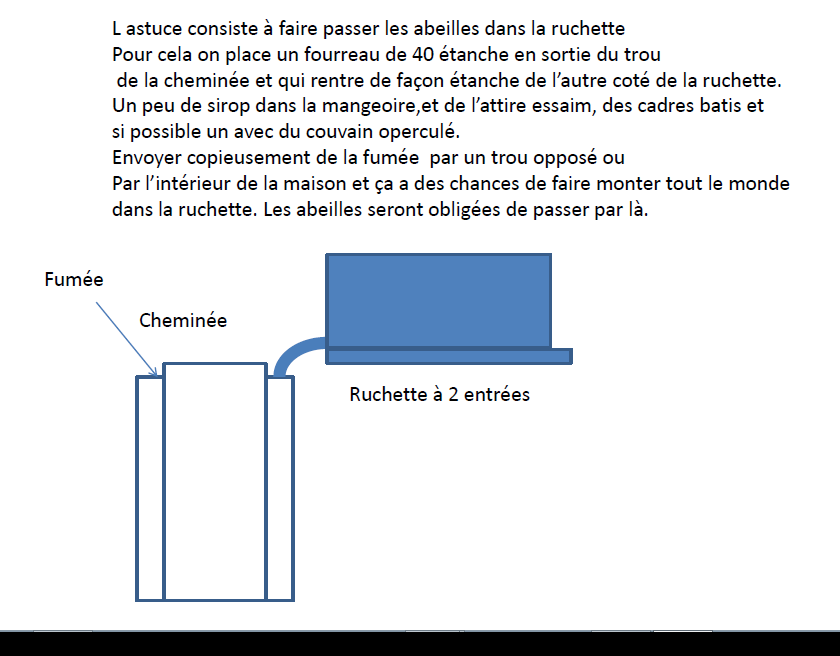 L astuce consiste à faire passer les abeilles dans la ruchette
Pour cela on place un fourreau de 40 étanche en sortie du trou
de la cheminée et qui rentre de façon étanche de l’autre coté de la ruchette.
Un peu de sirop dans la mangeoire,et de l’attire essaim, des cadres batis et
si possible un avec du couvain operculé.
Envoyer copieusement de la fumée  par un trou opposé ou
Par l’intérieur de la maison et ça a des chances de faire monter tout le monde
dans la ruchette. Les abeilles seront obligées de passer par là.
Fumée
Cheminée
Ruchette à 2 entrées